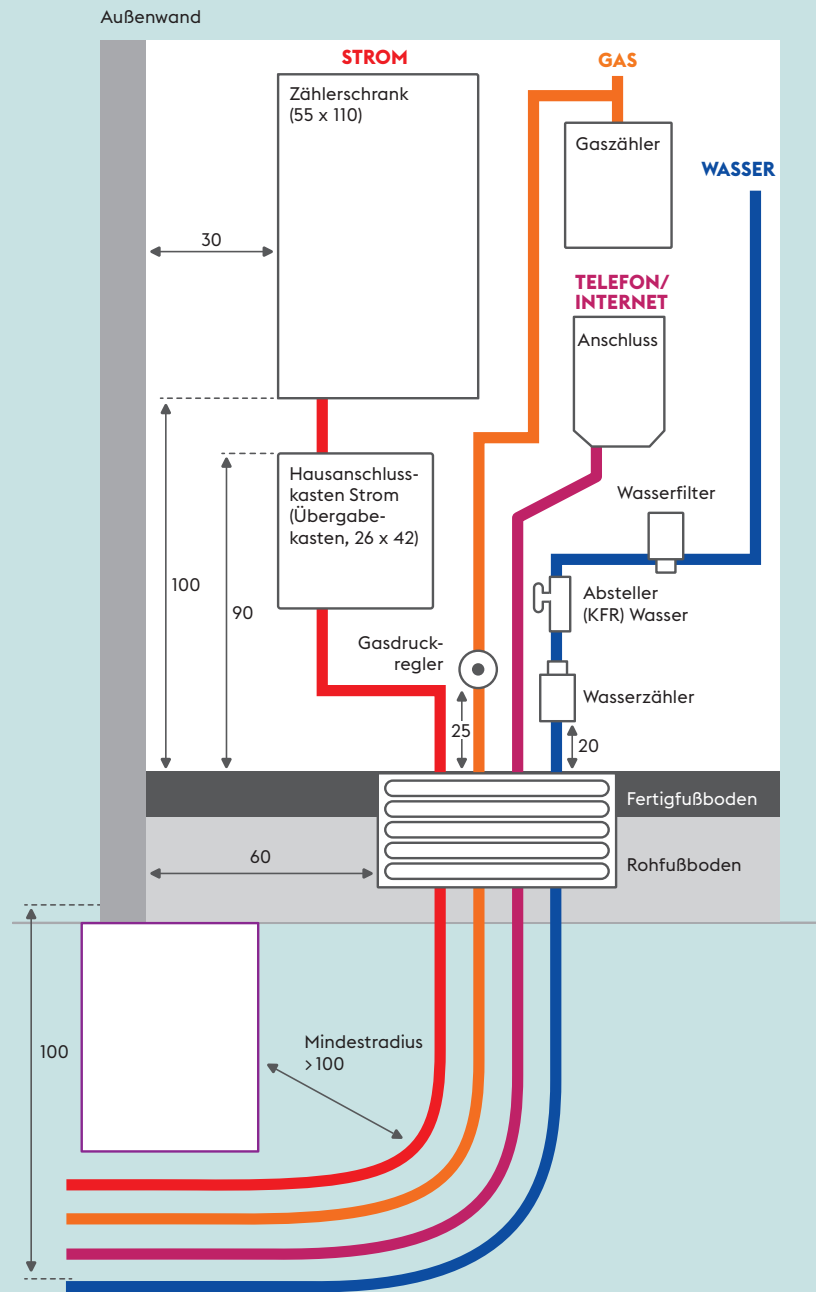 Außenwand
STROM
Zählerschrank
(55 x 110)
GAS
Gaszähler
WASSER
30
TELEFON/
INTERNET
Anschluss
Hausanschluss-
kasten Strom
(Übergabe-
kasten, 26 x 42)
Wasserfilter
100
90
Absteller
(KFR) Wasser
Gasdruck-
regler
Wasserzähler
25
20
Fertigfußboden
60
Rohfußboden
100
Mindestradius
>100